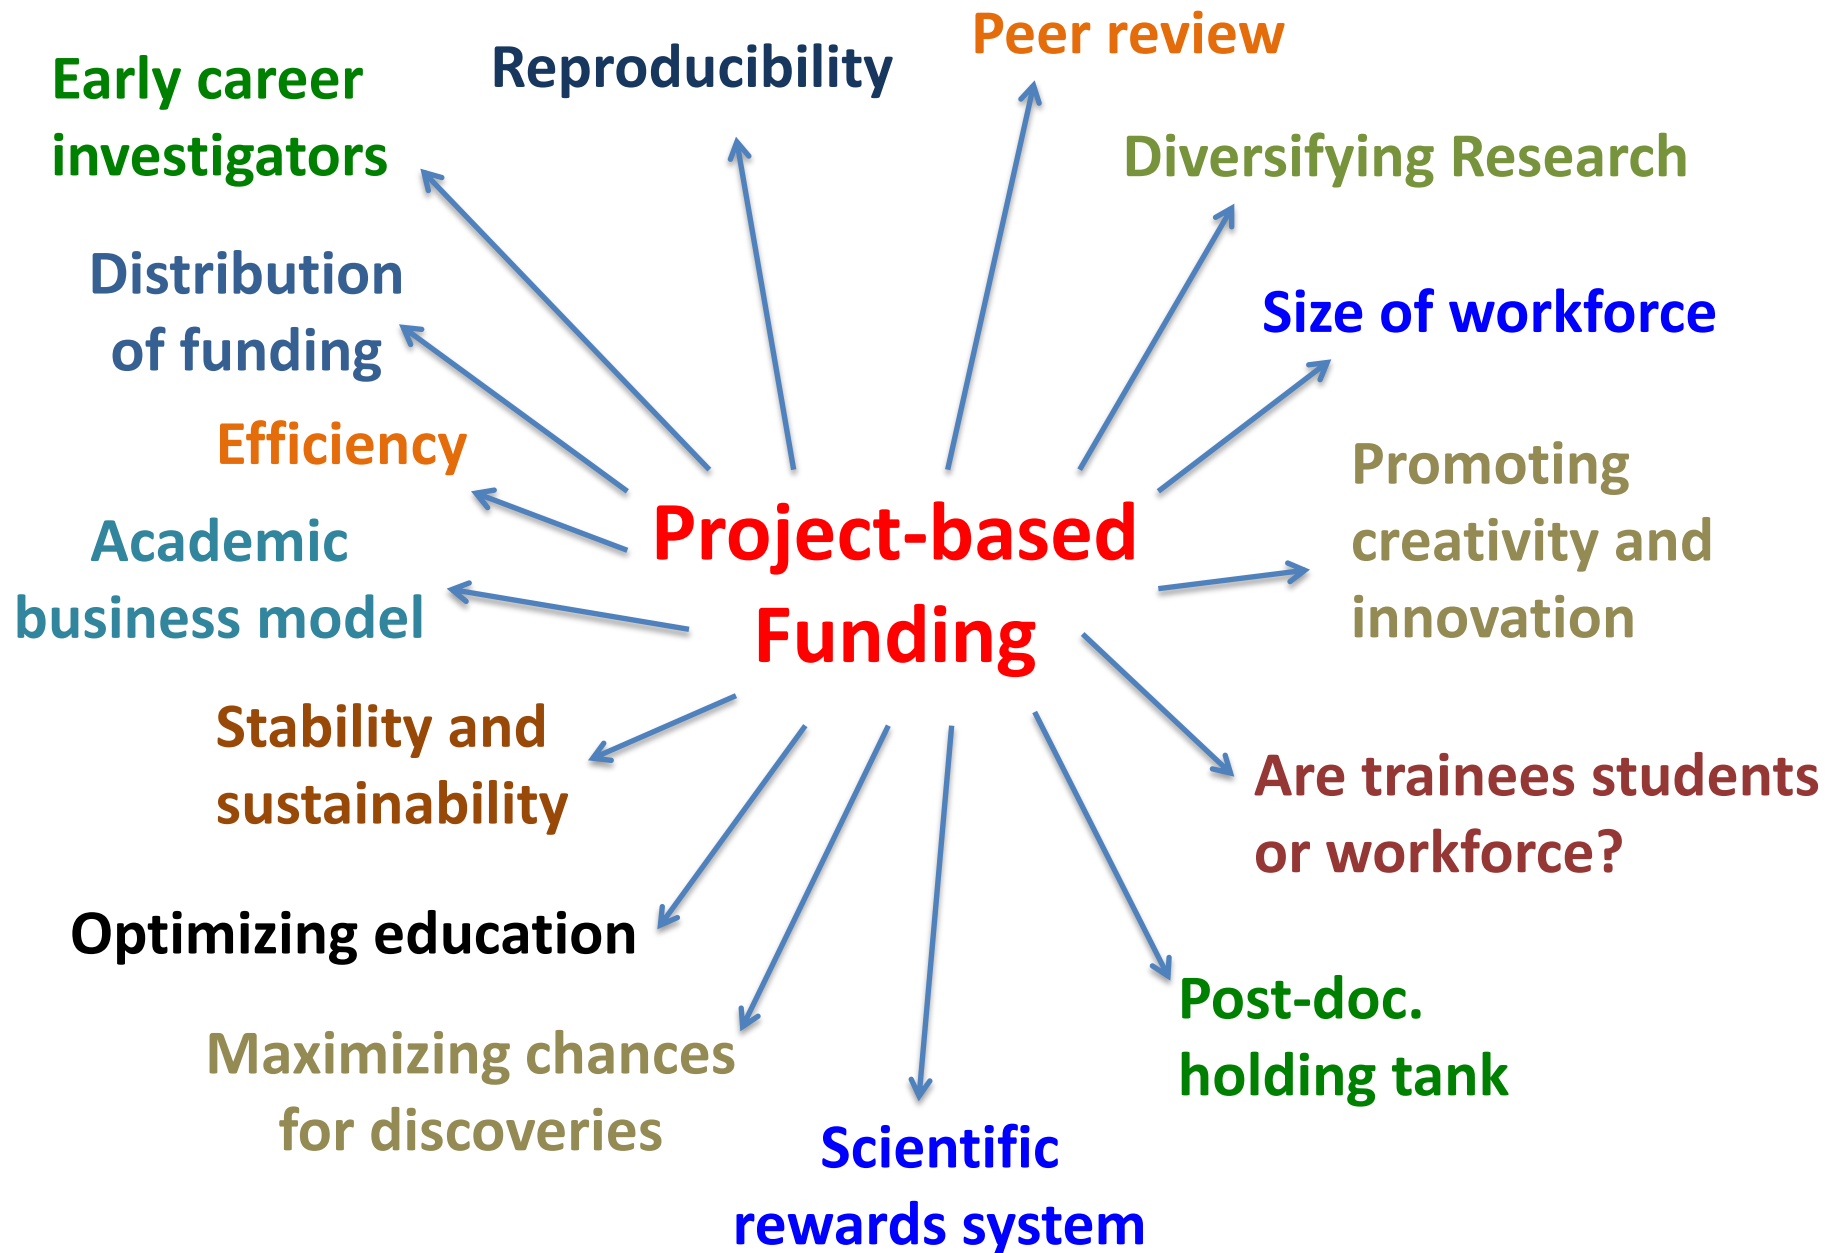 Peer review
Reproducibility
Early career
investigators
Diversifying Research
Distribution
of funding
Size of workforce
Efficiency
Promoting
creativity and
innovation
Project-based
Funding
Academic
business model
Stability and
sustainability
Are trainees students
or workforce?
Optimizing education
Post-doc.
holding tank
Maximizing chances
for discoveries
Scientific
rewards system